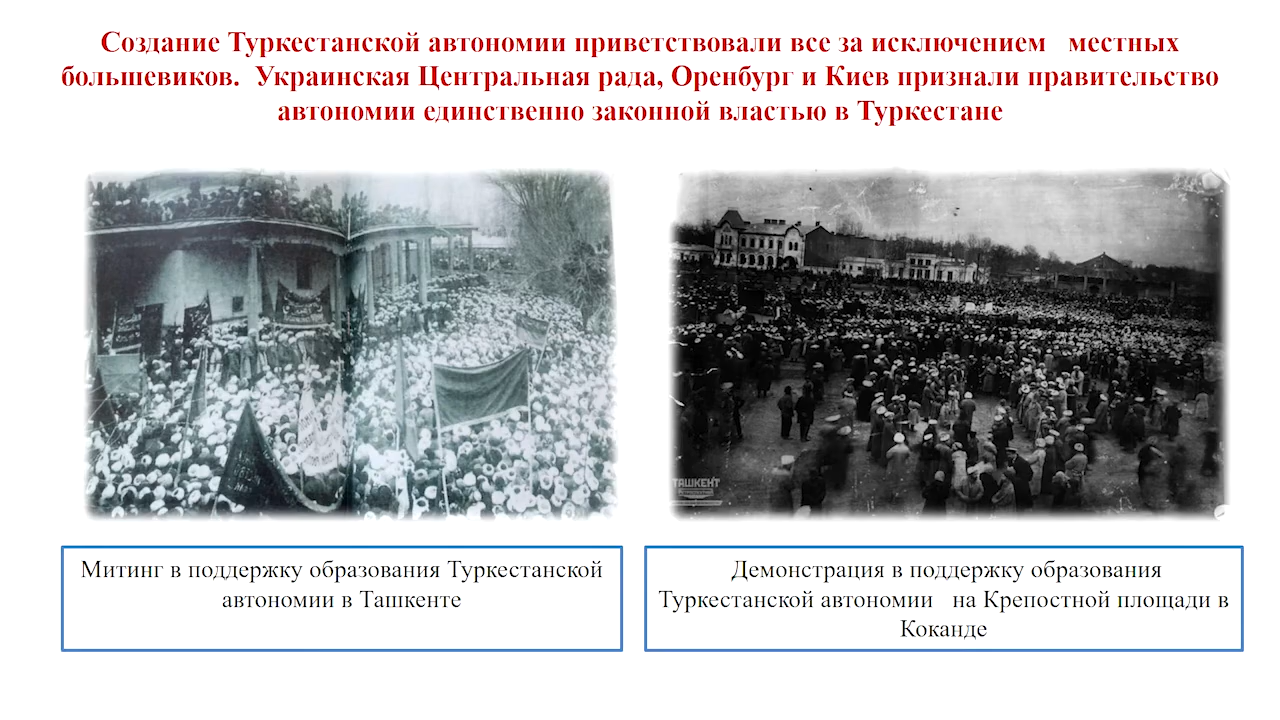 Создание Туркестанской автономии приветствовали все за исключением местных
большевиков. Украинская Центральная рада, Оренбург и Киев признали правительство
автономии единственно законной властью в Туркестане
ТАШКЕНТ
Митинг в поддержку образования Туркестанской
автономии в Ташкенте
Демонстрация в поддержку образования
Туркестанской автономии на Крепостной площади в
Коканде